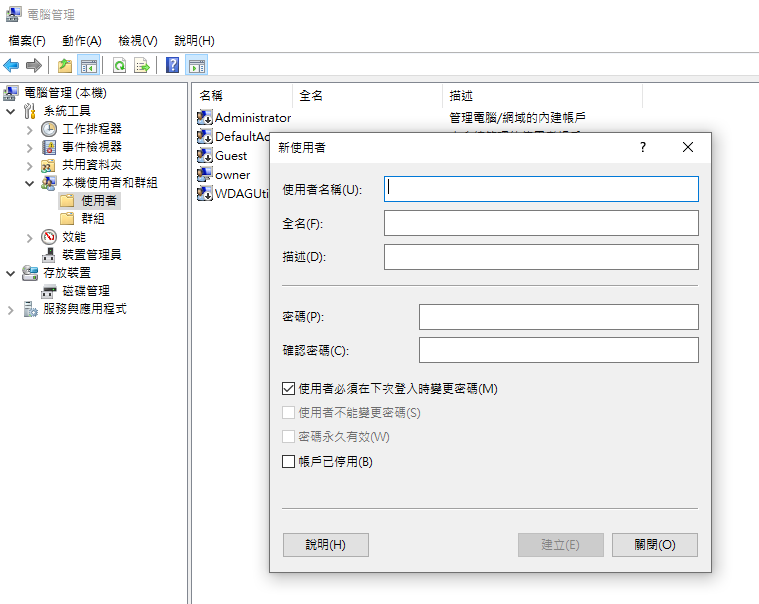 電腦管理
檔案(F) 動作(A) 檢視(V) 說明(H)
電腦管理 (本機)
系統工具
工作排程器
事件檢視器
共用資料夾
本機使用者和群組
使用者
群組
效能
裝置管理員
存放裝置
磁碟管理
服務與應用程式
名稱 全名 描述
Administrator 管理電腦/網域的內建帳戶
DefaultAc
Guest
owner
WDAGUti
新使用者
使用者名稱(U):
全名(F):
描述(D):
密碼(P):
確認密碼(C):
使用者必須在下次登入時變更密碼(M)
使用者不能變更密碼(S)
密碼永久有效(W)
帳戶已停用(B)
說明(H) 建立(E) 關閉(O)